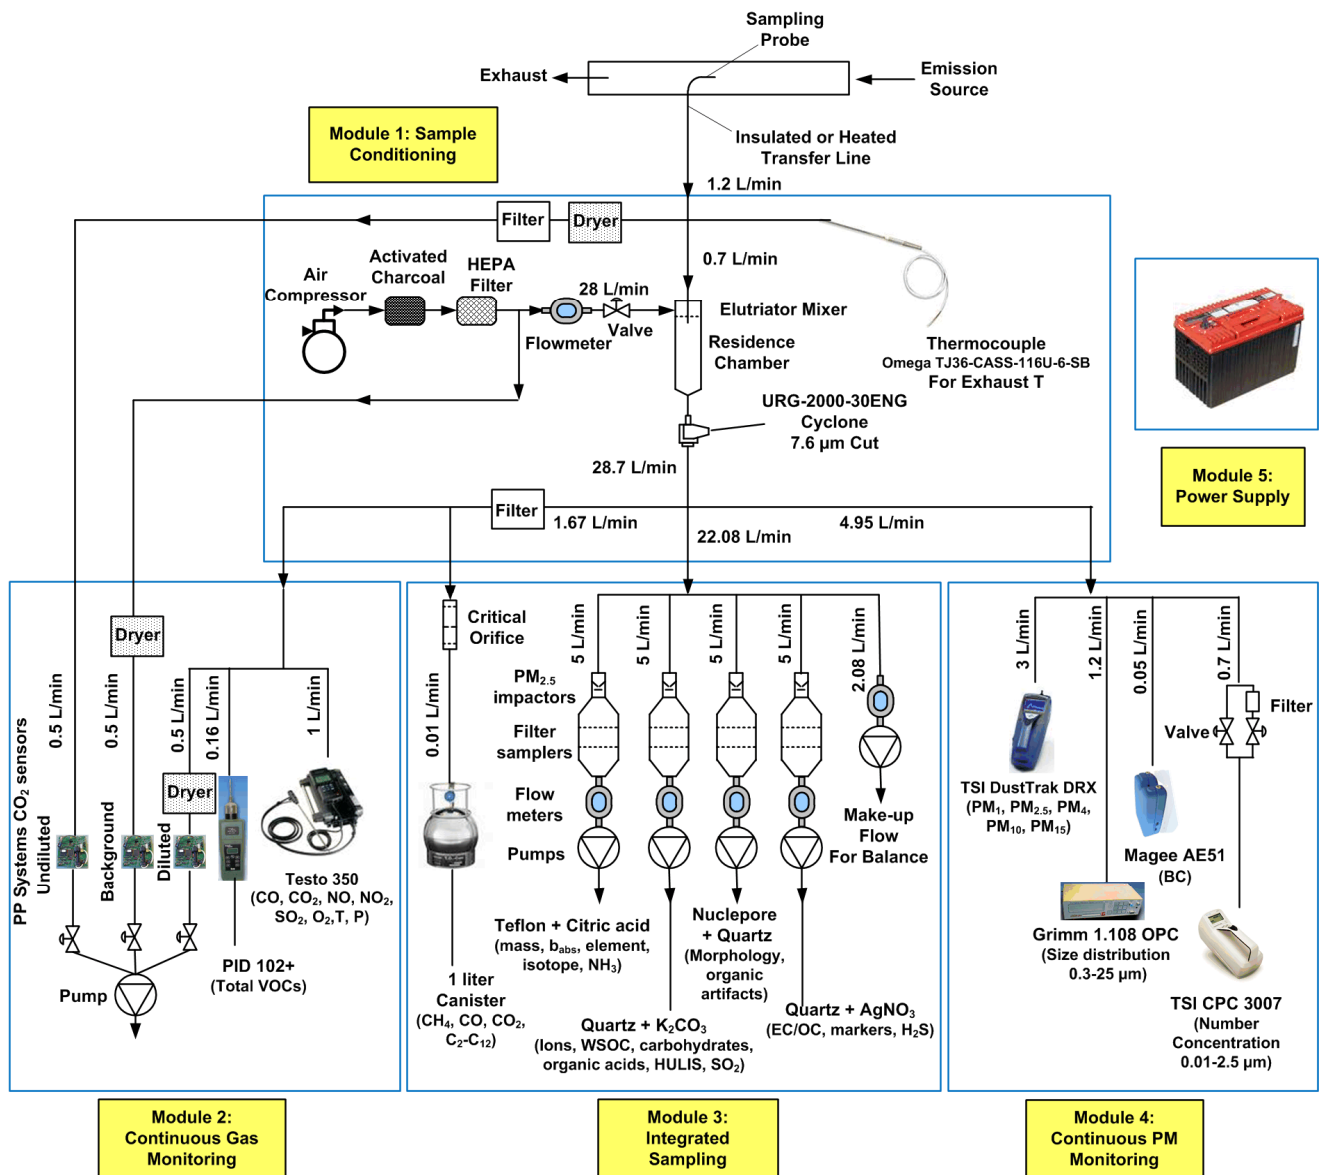 Sampling
Probe
Exhaust
Emission
Source
Module 1: Sample
Conditioning
Insulated or Heated
Transfer Line
1.2 L/min
Filter
Dryer
Activated
Charcoal
HEPA
Filter
0.7 L/min
Air
Compressor
28 L/min
Elutriator Mixer
Valve
Flowmeter
Residence
Chamber
Thermocouple
Omega TJ36-CASS-116U-6-SB
For Exhaust T
URG-2000-30ENG
Cyclone
7.6 µm Cut
28.7 L/min
Module 5:
Power Supply
Filter
1.67 L/min
4.95 L/min
22.08 L/min
Dryer
0.5 L/min
0.5 L/min
0.5 L/min
0.16 L/min
1 L/min
Dryer
PP Systems CO₂ sensors
Undiluted
Background
Diluted
Testo 350
(CO, CO₂, NO, NO₂,
SO₂, O₂,T, P)
PID 102+
(Total VOCs)
Pump
Critical
Orifice
0.01 L/min
5 L/min
5 L/min
5 L/min
5 L/min
2.08 L/min
PM₂.₅
impactors
Filter
samplers
Flow
meters
Pumps
Make-up
Flow
For Balance
Teflon + Citric acid
(mass, bₐbₛ, element,
isotope, NH₃)
Nuclepore
+ Quartz
(Morphology,
organic
artifacts)
1 liter
Canister
(CH₄, CO, CO₂,
C₂-C₁₂)
Quartz + K₂CO₃
(Ions, WSOC, carbohydrates,
organic acids, HULIS, SO₂)
Quartz + AgNO₃
(EC/OC, markers, H₂S)
3 L/min
1.2 L/min
0.05 L/min
0.7 L/min
Filter
Valve
TSI DustTrak DRX
(PM₁, PM₂.₅, PM₄,
PM₁₀, PM₁₅)
Magee AE51
(BC)
Grimm 1.108 OPC
(Size distribution
0.3-25 µm)
TSI CPC 3007
(Number
Concentration
0.01-2.5 µm)
Module 2:
Continuous Gas
Monitoring
Module 3:
Integrated
Sampling
Module 4:
Continuous PM
Monitoring